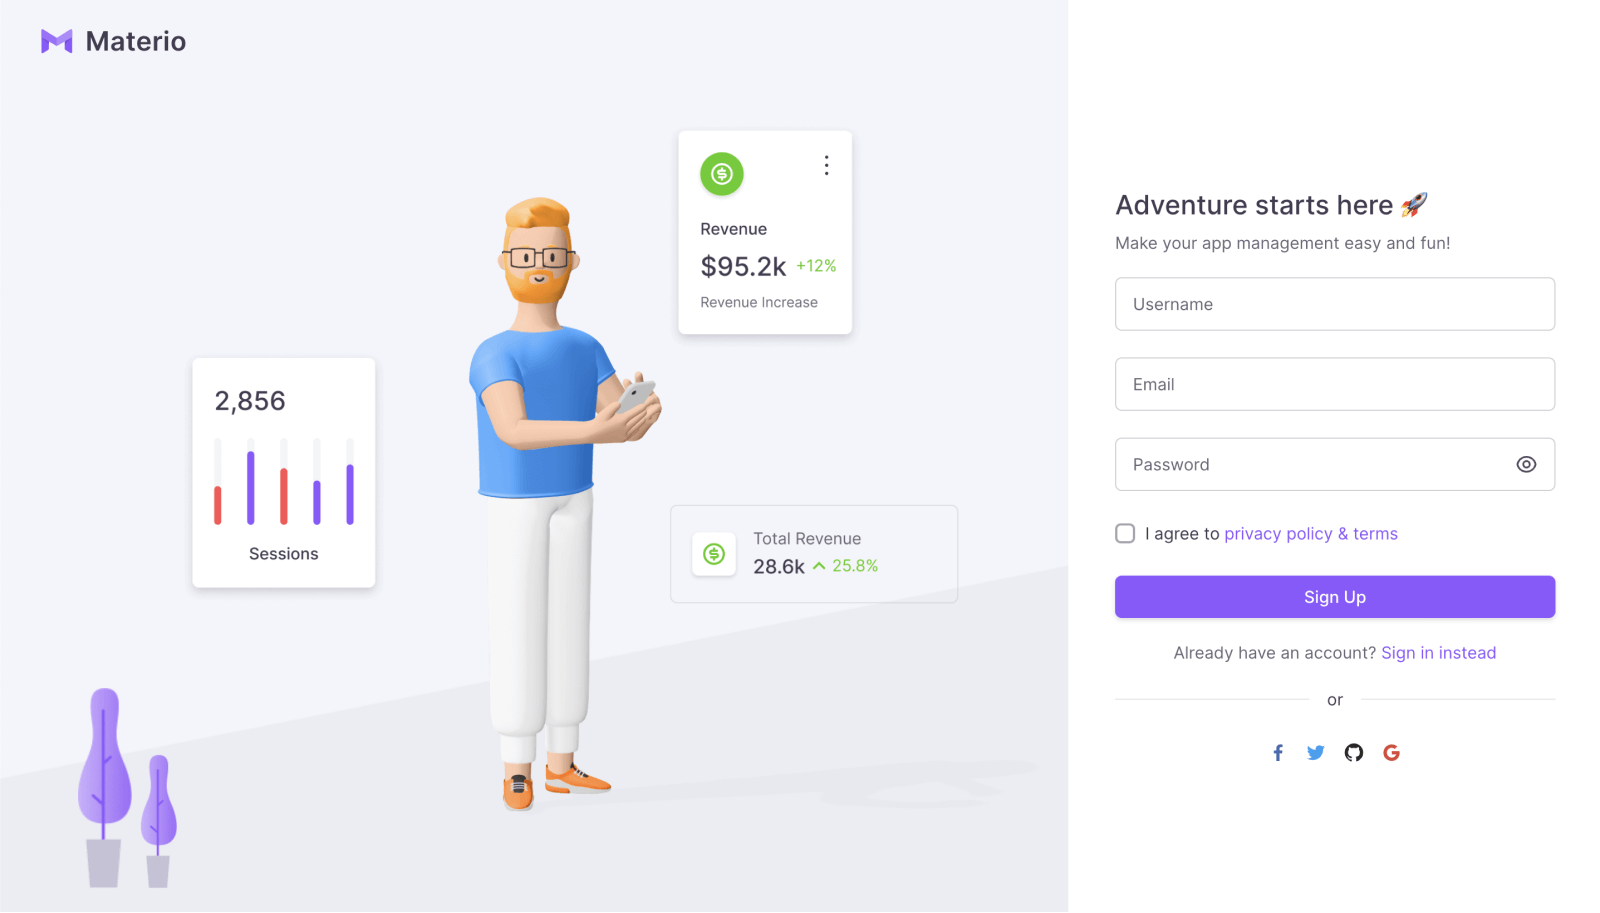 Materio
Revenue
$95.2k +12%
Revenue Increase
2,856
Sessions
Total Revenue
28.6k 25.8%
Adventure starts here 🚀
Make your app management easy and fun!
Username
Email
Password
I agree to privacy policy & terms
Sign Up
Already have an account? Sign in instead
or